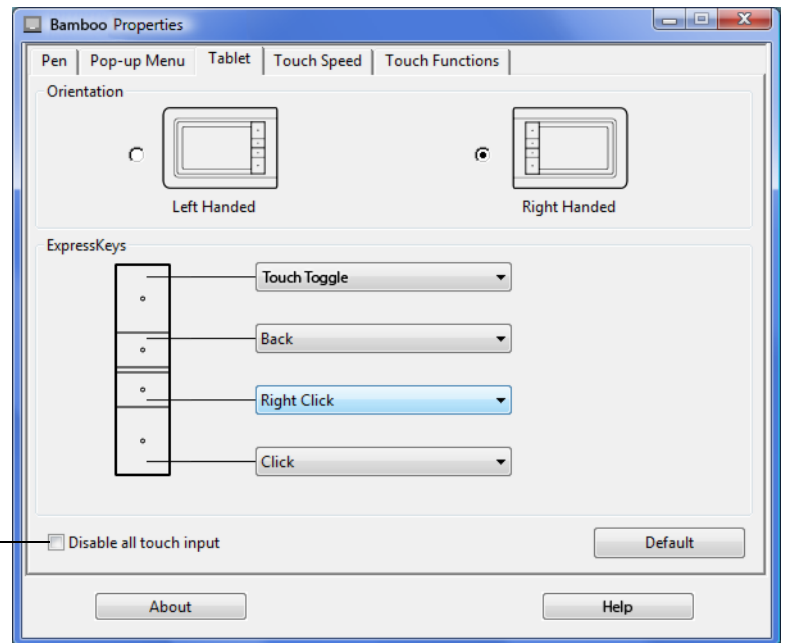 Bamboo Properties
Pen Pop-up Menu Tablet Touch Speed Touch Functions
Orientation
Left Handed Right Handed
ExpressKeys
Touch Toggle
Back
Right Click
Click
Disable all touch input Default
About Help